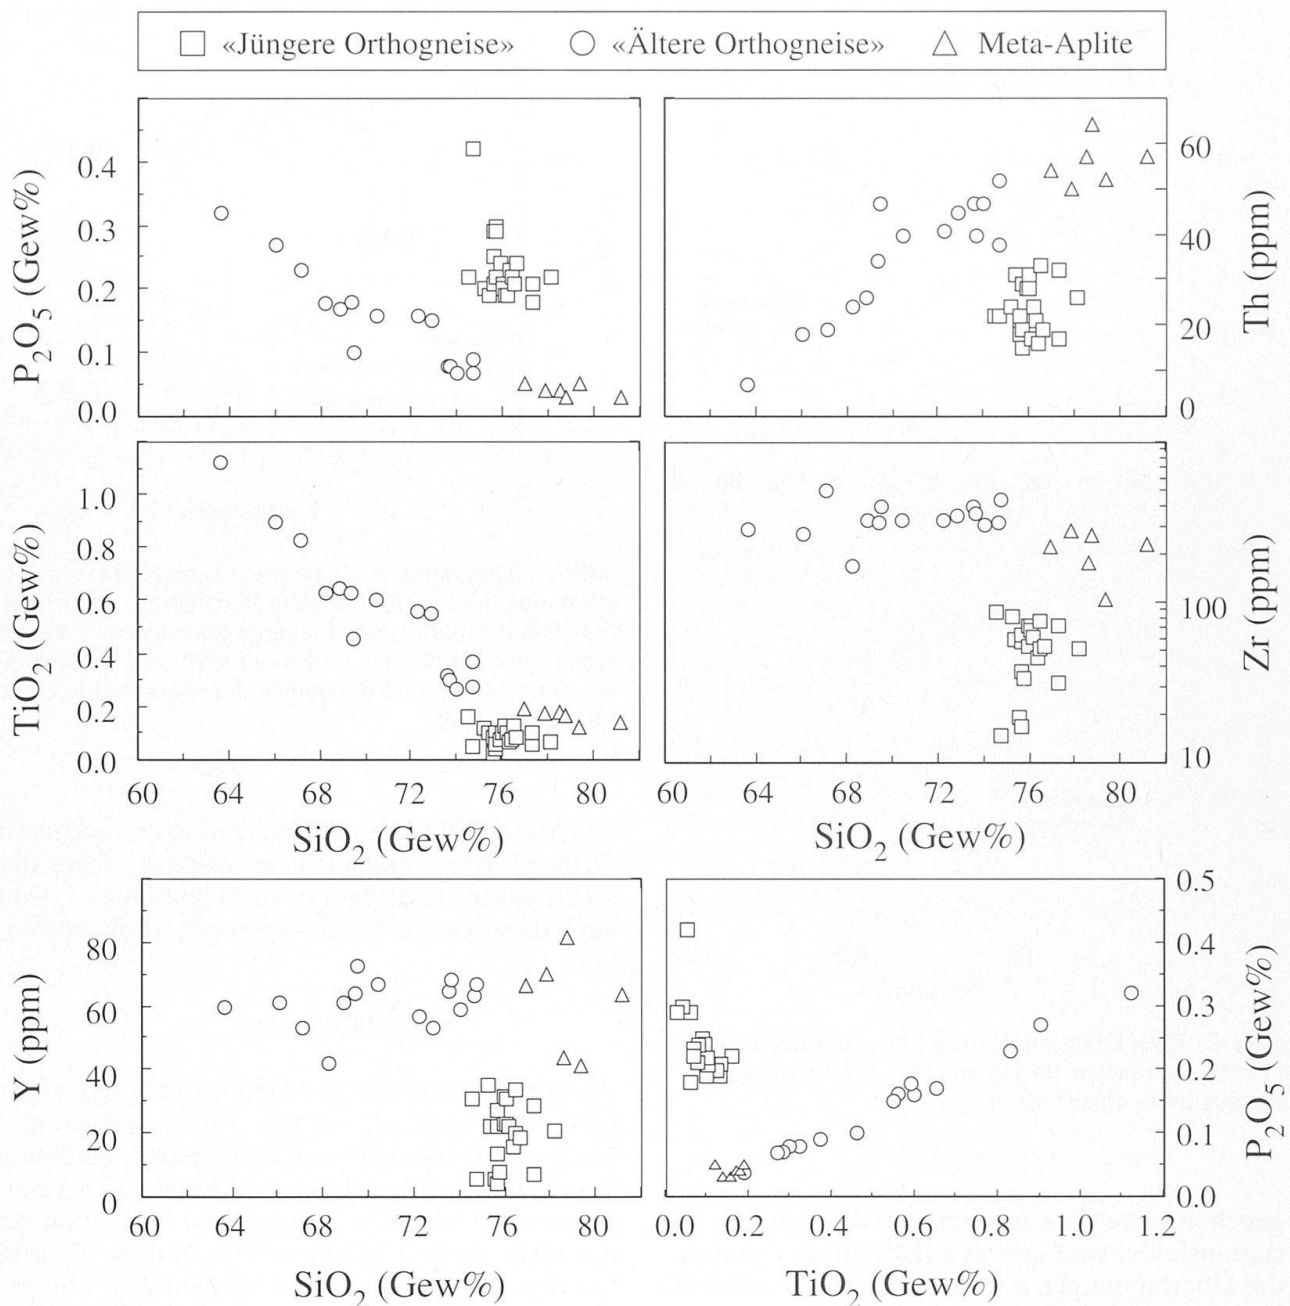 «Jüngere Orthogneise» «Ältere Orthogneise» Meta-Aplite
P₂O₅ (Gew%)
0.4
0.3
0.2
0.1
0.0
Th (ppm)
60
40
20
0
TiO₂ (Gew%)
1.0
0.8
0.6
0.4
0.2
0.0
60 64 68 72 76 80
SiO₂ (Gew%)
Zr (ppm)
100
10
60 64 68 72 76 80
SiO₂ (Gew%)
Y (ppm)
80
60
40
20
0
60 64 68 72 76 80
SiO₂ (Gew%)
P₂O₅ (Gew%)
0.5
0.4
0.3
0.2
0.1
0.0
0.0 0.2 0.4 0.6 0.8 1.0 1.2
TiO₂ (Gew%)